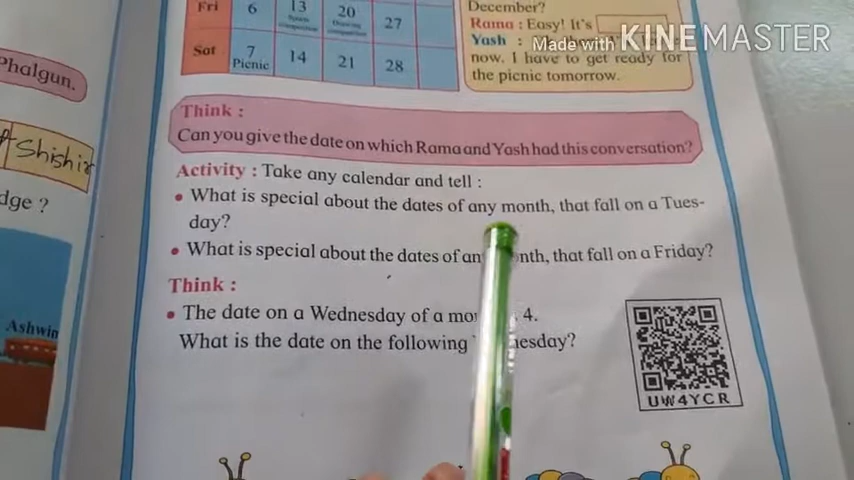 Phalgun.
Shishir
dge ?
Ashwin
Fri 6 13 20 27
Sat 7 14 21 28
Picnic
December?
Rama : Easy! It's
Yash :
now. I have to get ready for
the picnic tomorrow.
Made with KINEMASTER
Think :
Can you give the date on which Rama and Yash had this conversation?
Activity : Take any calendar and tell :
• What is special about the dates of any month, that fall on a Tues-
day?
• What is special about the dates of an nth, that fall on a Friday?
Think :
• The date on a Wednesday of a mo 4.
What is the date on the following esday?
UW4YCR